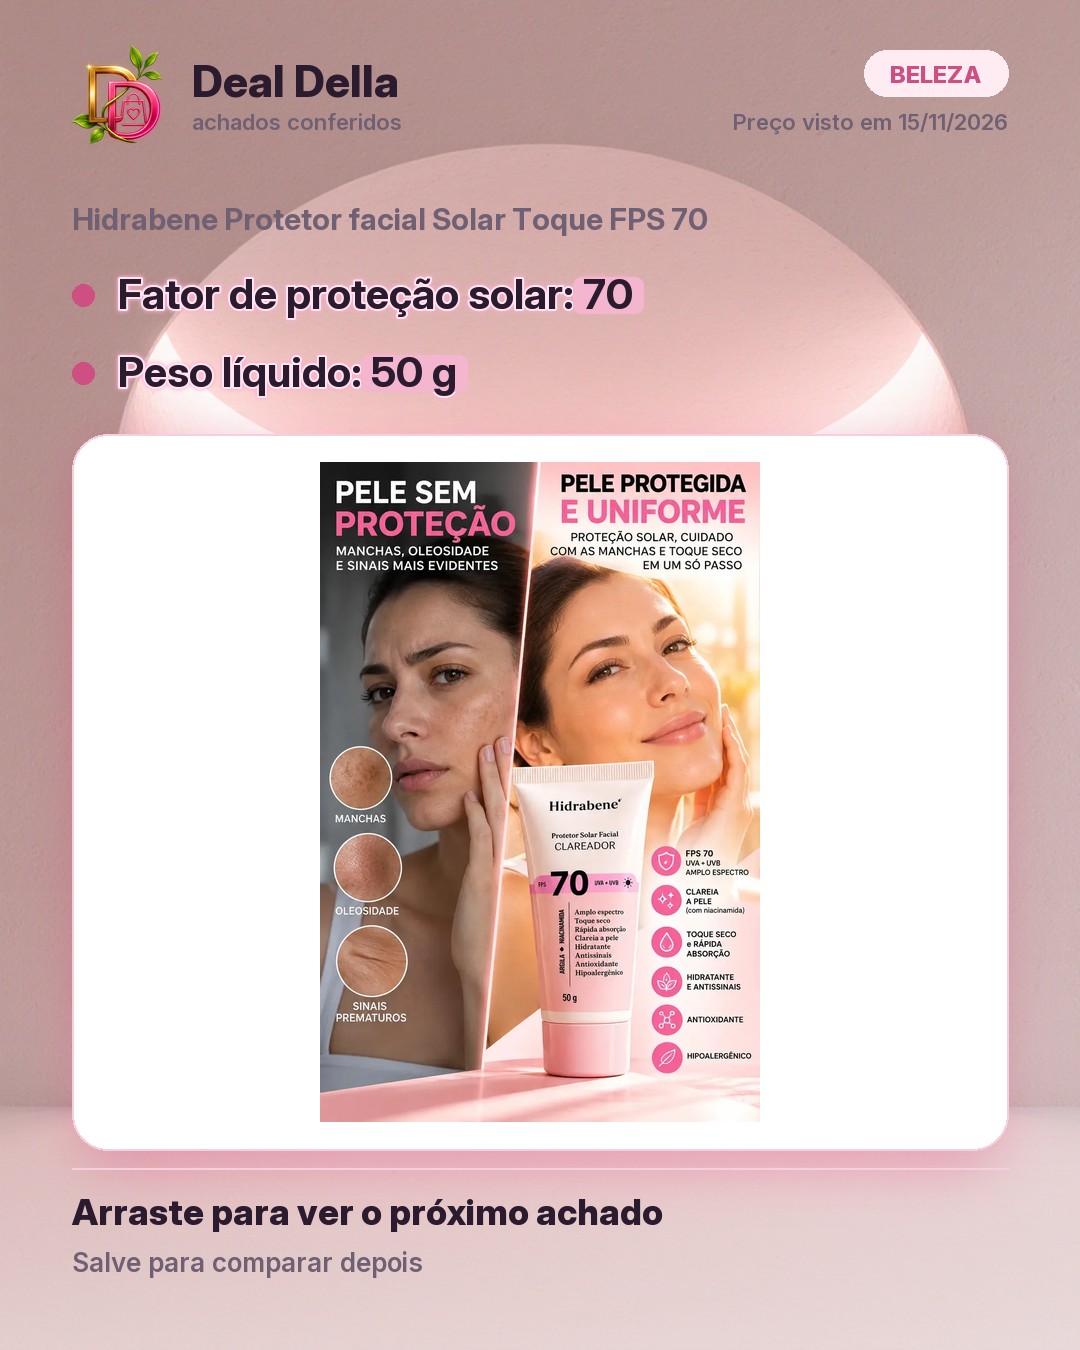 Deal Della
achados conferidos
BELEZA
Preço visto em 15/11/2026
Hidrabene Protetor facial Solar Toque FPS 70
Fator de proteção solar: 70
Peso líquido: 50 g
PELE SEM
PROTEÇÃO
MANCHAS, OLEOSIDADE
E SINAIS MAIS EVIDENTES
PELE PROTEGIDA
E UNIFORME
PROTEÇÃO SOLAR, CUIDADO
COM AS MANCHAS E TOQUE SECO
EM UM SÓ PASSO
MANCHAS
OLEOSIDADE
SINAIS
PREMATUROS
Hidrabene
Protetor Solar Facial
CLAREADOR
FPS 70 UVA + UVB
ARGILA ◆ NIACINAMIDA
Amplo espectro
Toque seco
Rápida absorção
Clareia a pele
Hidratante
Antissinais
Antioxidante
Hipoalergênico
50 g
FPS 70
UVA + UVB
AMPLO ESPECTRO
CLAREIA
A PELE
(com niacinamida)
TOQUE SECO
e RÁPIDA
ABSORÇÃO
HIDRATANTE
E ANTISSINAIS
ANTIOXIDANTE
HIPOALERGÊNICO
Arraste para ver o próximo achado
Salve para comparar depois